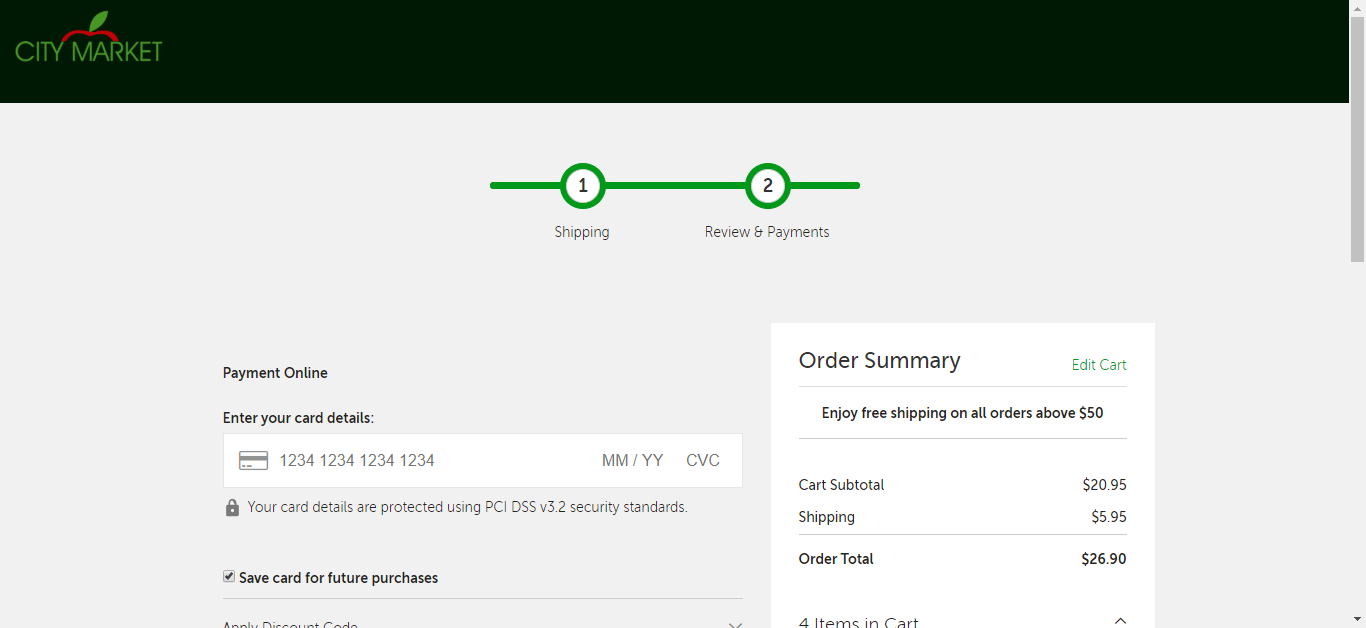 CITY MARKET
1
2
Shipping
Review & Payments
Payment Online
Enter your card details:
1234 1234 1234 1234 MM / YY CVC
Your card details are protected using PCI DSS v3.2 security standards.
Save card for future purchases
Apply Discount Code
Order Summary
Edit Cart
Enjoy free shipping on all orders above $50
Cart Subtotal $20.95
Shipping $5.95
Order Total $26.90
4 Items in Cart